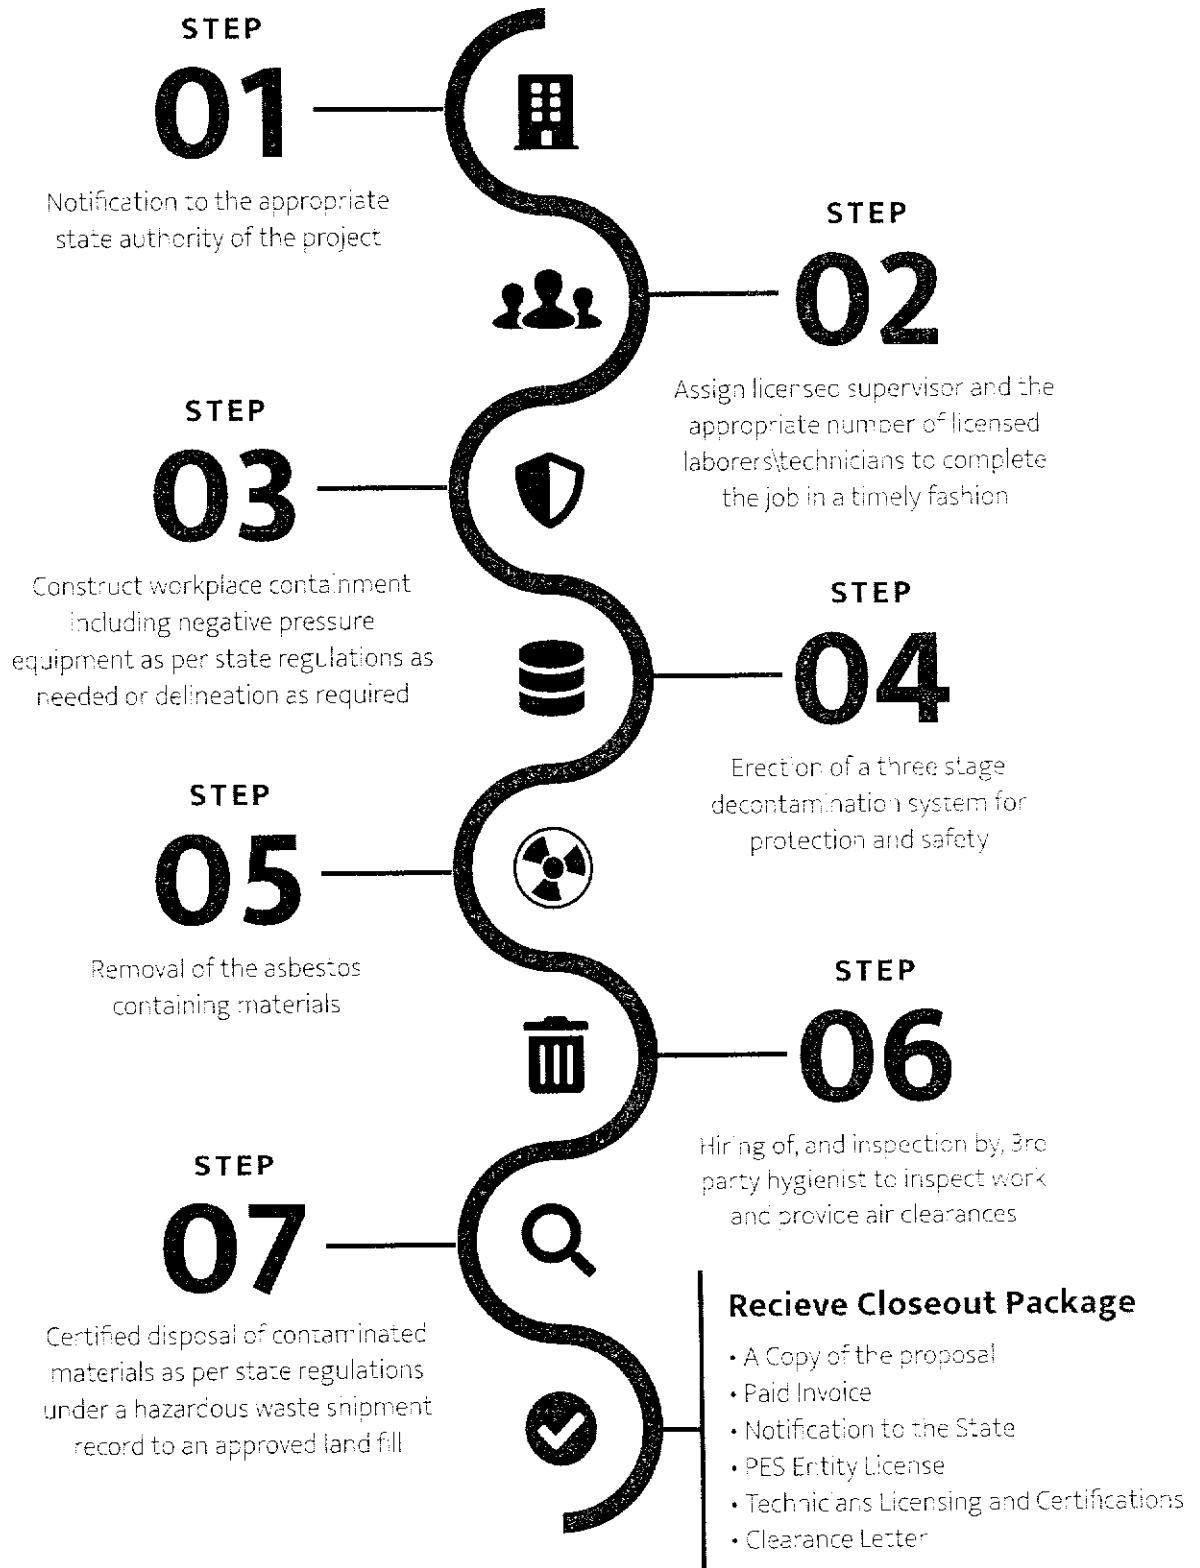 STEP
01
Notification to the appropriate
state authority of the project
STEP
02
Assign licensed supervisor and the
appropriate number of licensed
laborers\technicians to complete
the job in a timely fashion
STEP
03
Construct workplace containment
including negative pressure
equipment as per state regulations as
needed or delineation as required
STEP
04
Erection of a three stage
decontamination system for
protection and safety
STEP
05
Removal of the asbestos
containing materials
STEP
06
Hiring of, and inspection by, 3rd
party hygienist to inspect work
and provide air clearances
STEP
07
Certified disposal of contaminated
materials as per state regulations
under a hazardous waste shipment
record to an approved land fill
Recieve Closeout Package
• A Copy of the proposal
• Paid Invoice
• Notification to the State
• PES Entity License
• Technicians Licensing and Certifications
• Clearance Letter